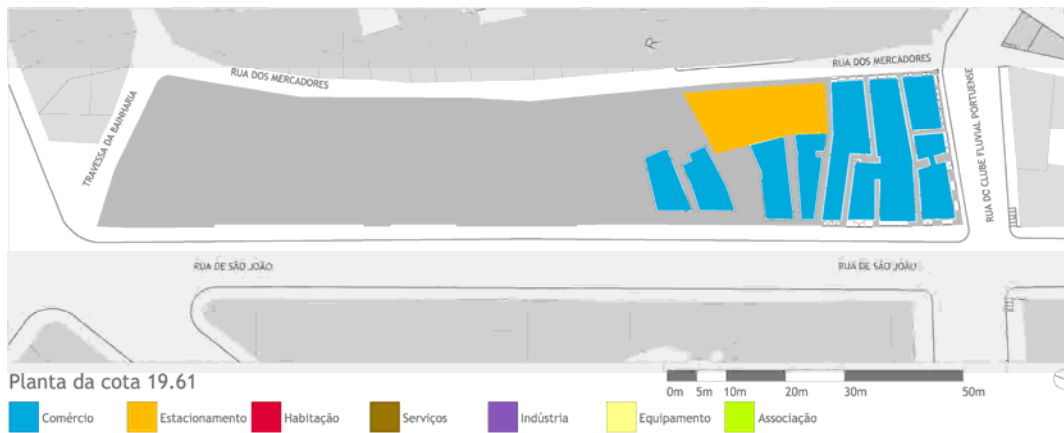 RUA DOS MERCADORES
RUA DOS MERCADORES
TRAVESSA DA BAINHARIA
RUA DO CLUBE FLUVIAL PORTUENSE
RUA DE SÃO JOÃO
RUA DE SÃO JOÃO
Planta da cota 19.61
0m 5m 10m 20m 30m 50m
Comércio Estacionamento Habitação Serviços Indústria Equipamento Associação